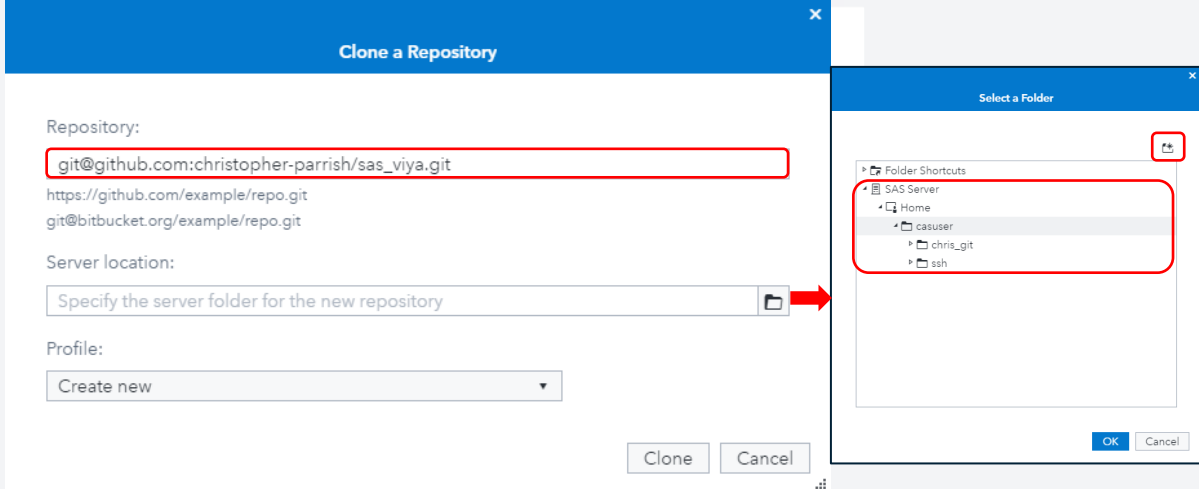 Clone a Repository
Repository:
git@github.com:christopher-parrish/sas_viya.git
https://github.com/example/repo.git
git@bitbucket.org/example/repo.git
Server location:
Specify the server folder for the new repository
Profile:
Create new
Clone
Cancel
Select a Folder
Folder Shortcuts
SAS Server
Home
casuser
chris_git
ssh
OK
Cancel